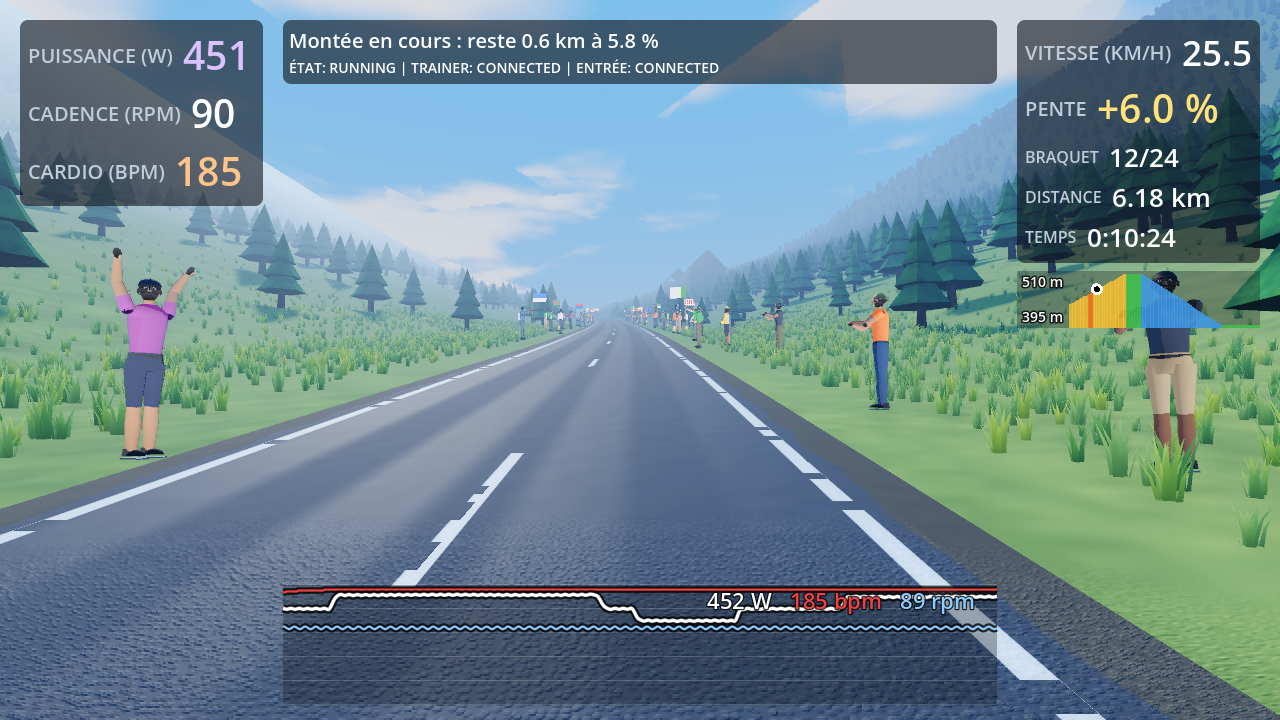 PUISSANCE (W) 451
CADENCE (RPM) 90
CARDIO (BPM) 185
Montée en cours : reste 0.6 km à 5.8 %
ÉTAT: RUNNING | TRAINER: CONNECTED | ENTRÉE: CONNECTED
VITESSE (KM/H) 25.5
PENTE +6.0 %
BRAQUET 12/24
DISTANCE 6.18 km
TEMPS 0:10:24
510 m
395 m
452 W 185 bpm 89 rpm